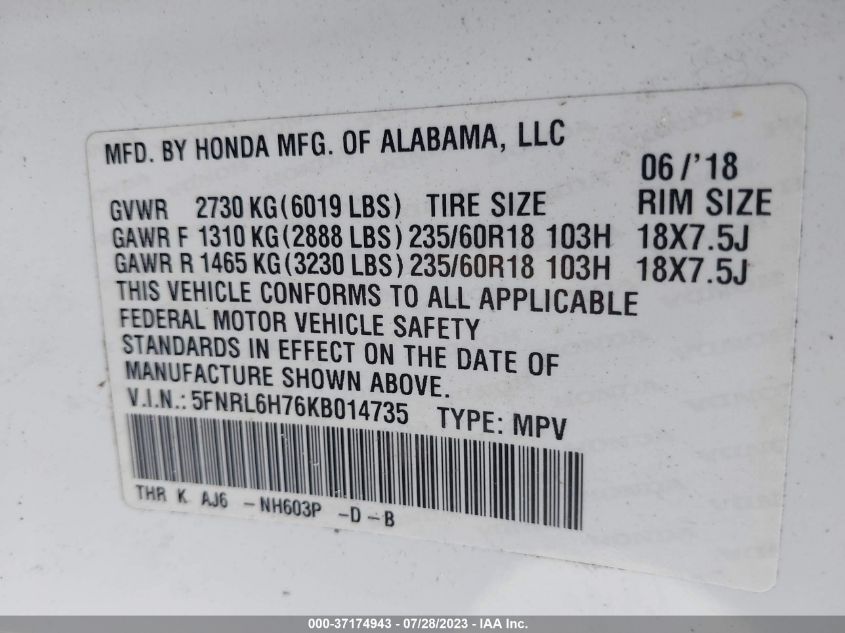 MFD. BY HONDA MFG. OF ALABAMA, LLC
06 /'18
GVWR 2730 KG(6019 LBS) TIRE SIZE RIM SIZE
GAWR F 1310 KG(2888 LBS) 235/60R18 103H 18X7.5J
GAWR R 1465 KG(3230 LBS) 235/60R18 103H 18X7.5J
THIS VEHICLE CONFORMS TO ALL APPLICABLE
FEDERAL MOTOR VEHICLE SAFETY
STANDARDS IN EFFECT ON THE DATE OF
MANUFACTURE SHOWN ABOVE.
V.I.N.: 5FNRL6H76KB014735 TYPE: MPV
THR K AJ6 -NH603P -D-B
000-37174943 - 07/28/2023 - IAA Inc.